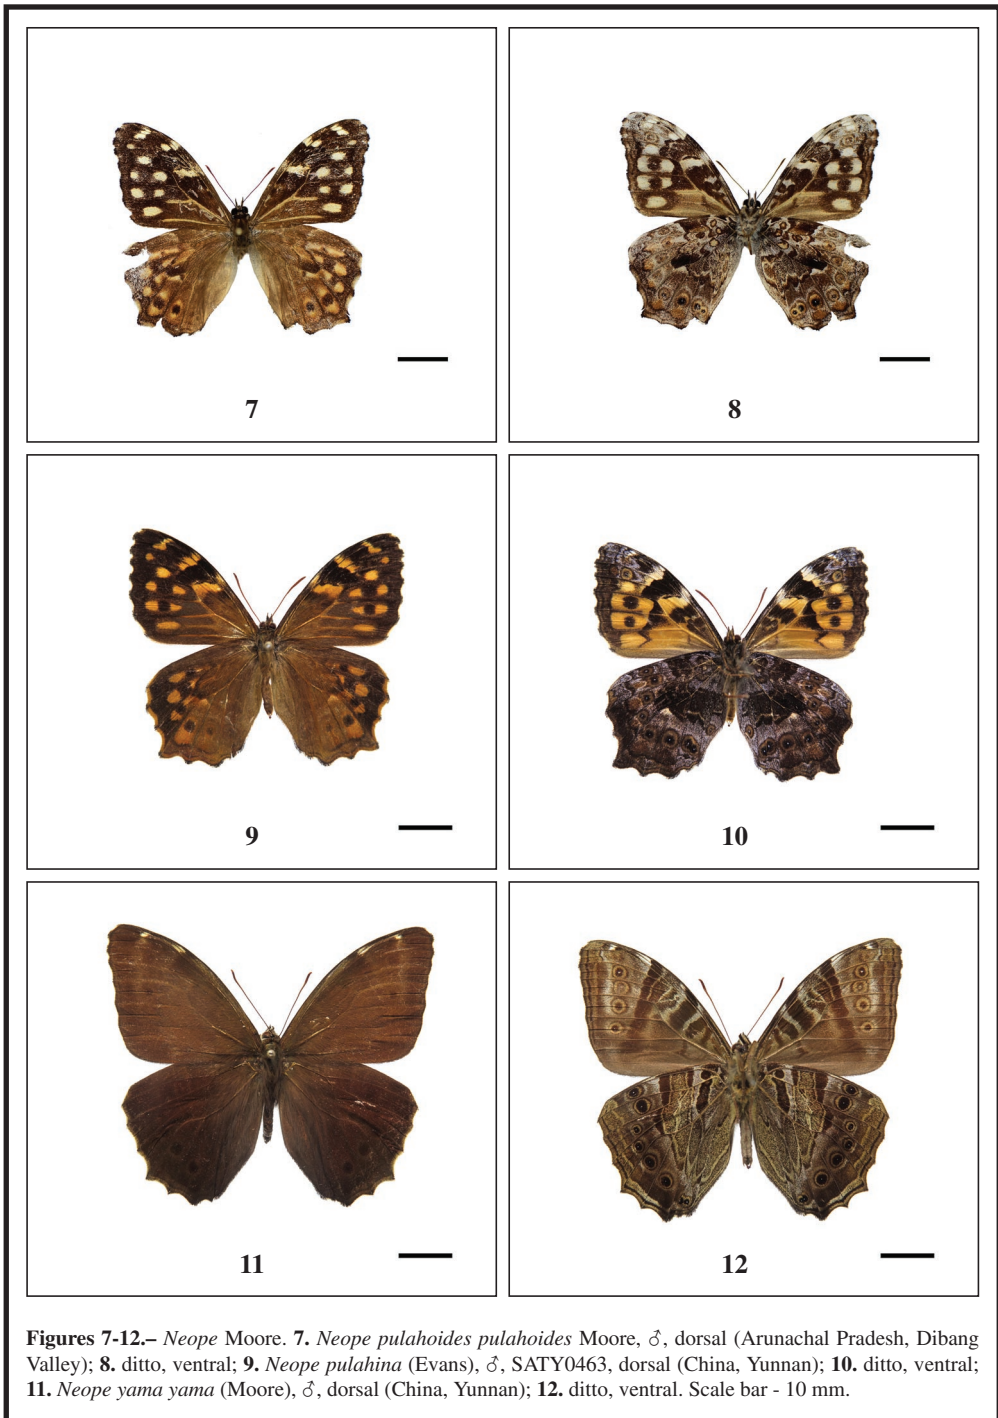 7
8
9
10
11
12
Figures 7-12.– Neope Moore. 7. Neope pulahoides pulahoides Moore, ♂, dorsal (Arunachal Pradesh, Dibang
Valley); 8. ditto, ventral; 9. Neope pulahina (Evans), ♂, SATY0463, dorsal (China, Yunnan); 10. ditto, ventral;
11. Neope yama yama (Moore), ♂, dorsal (China, Yunnan); 12. ditto, ventral. Scale bar - 10 mm.